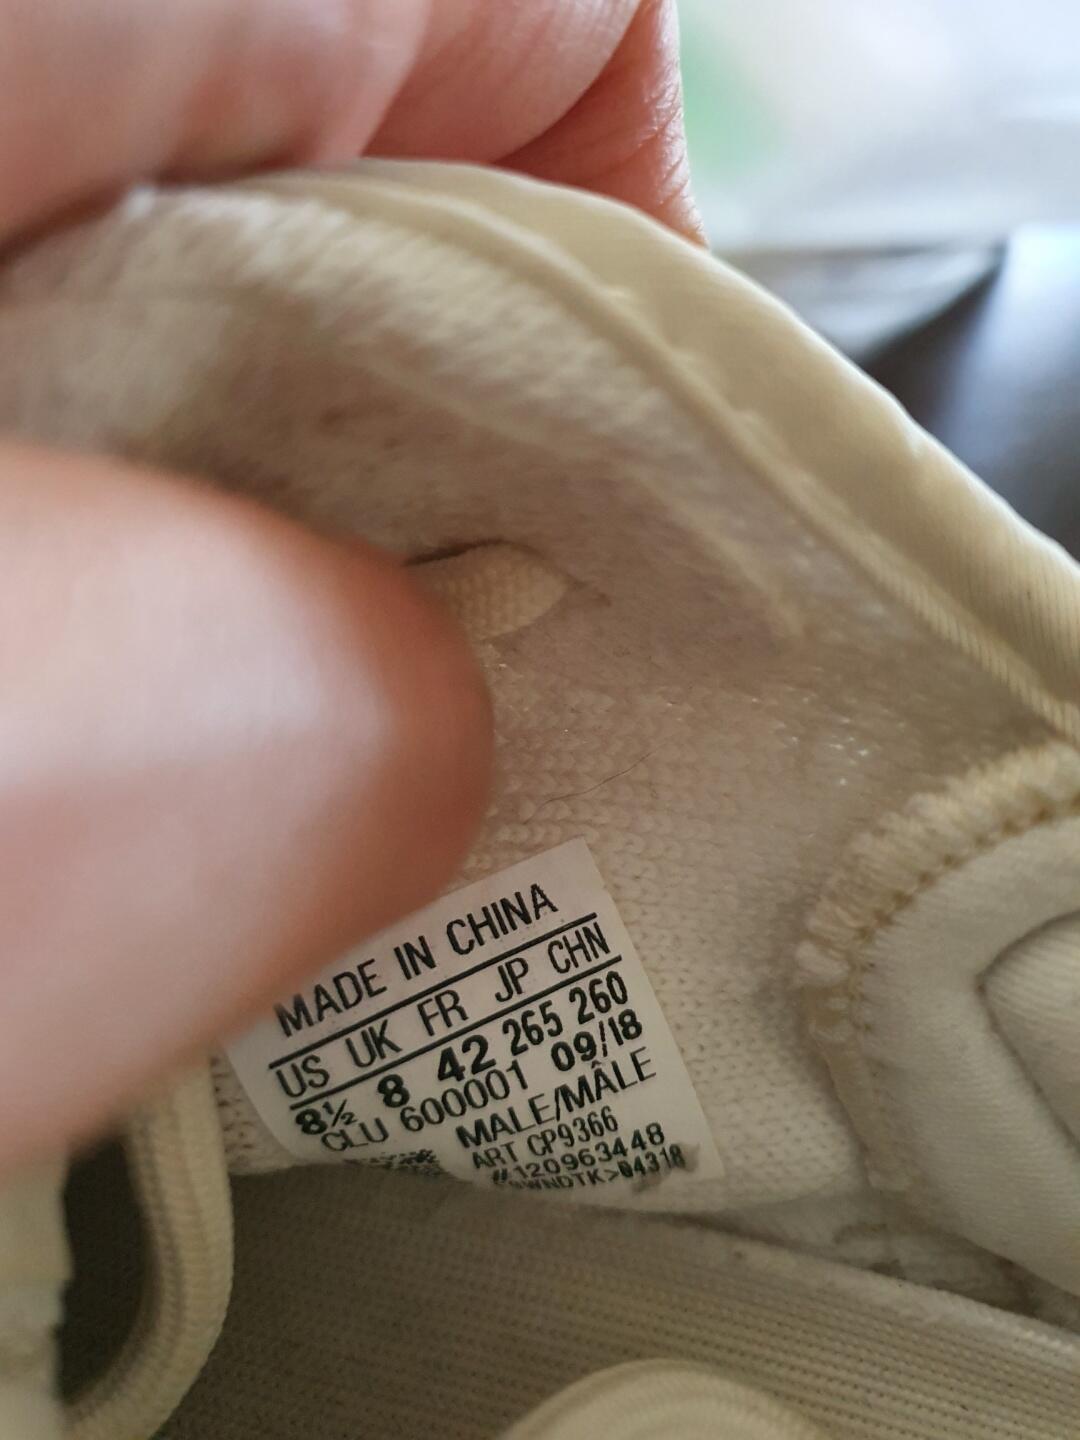 MADE IN CHINA
US UK FR JP CHN
8½ 8 42 265 260
CLU 600001 09/18
MALE/MÂLE
ART CP9366
#120963448